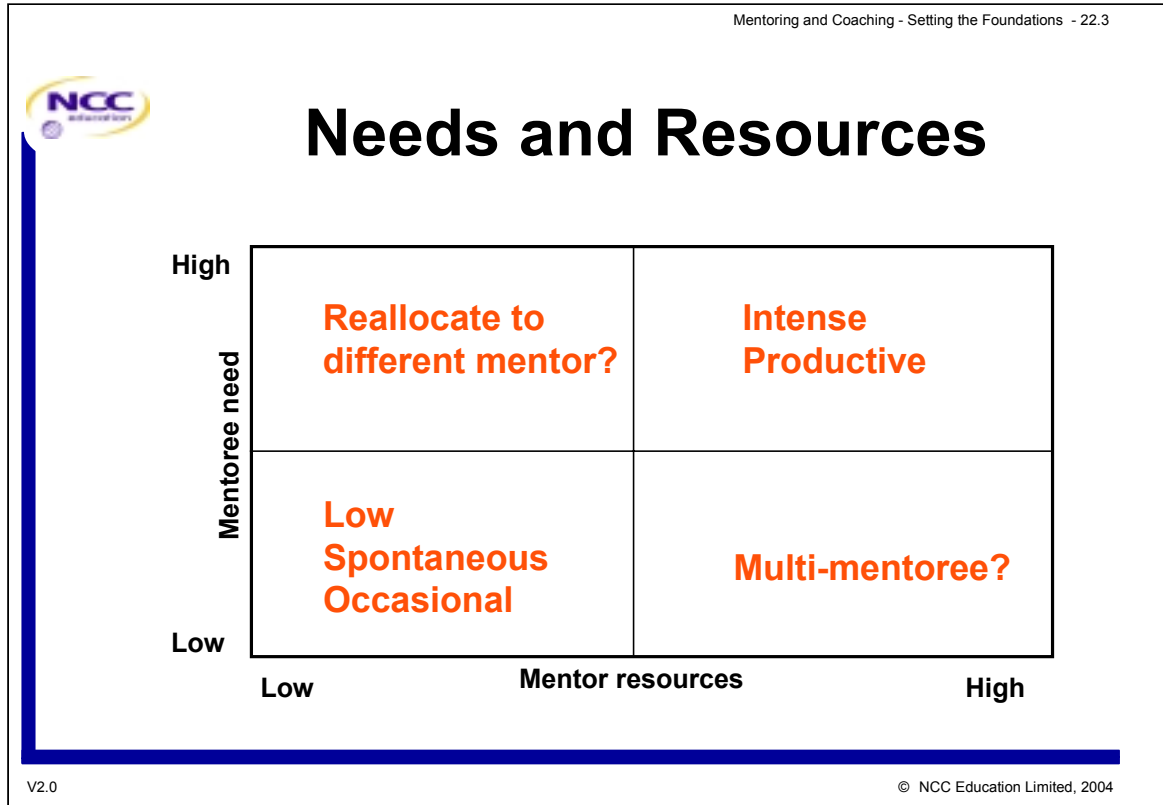 Mentoring and Coaching - Setting the Foundations - 22.3
NCC
education
Needs and Resources
High
Reallocate to
different mentor?
Intense
Productive
Mentoree need
Low
Spontaneous
Occasional
Multi-mentoree?
Low
Low
Mentor resources
High
V2.0
© NCC Education Limited, 2004